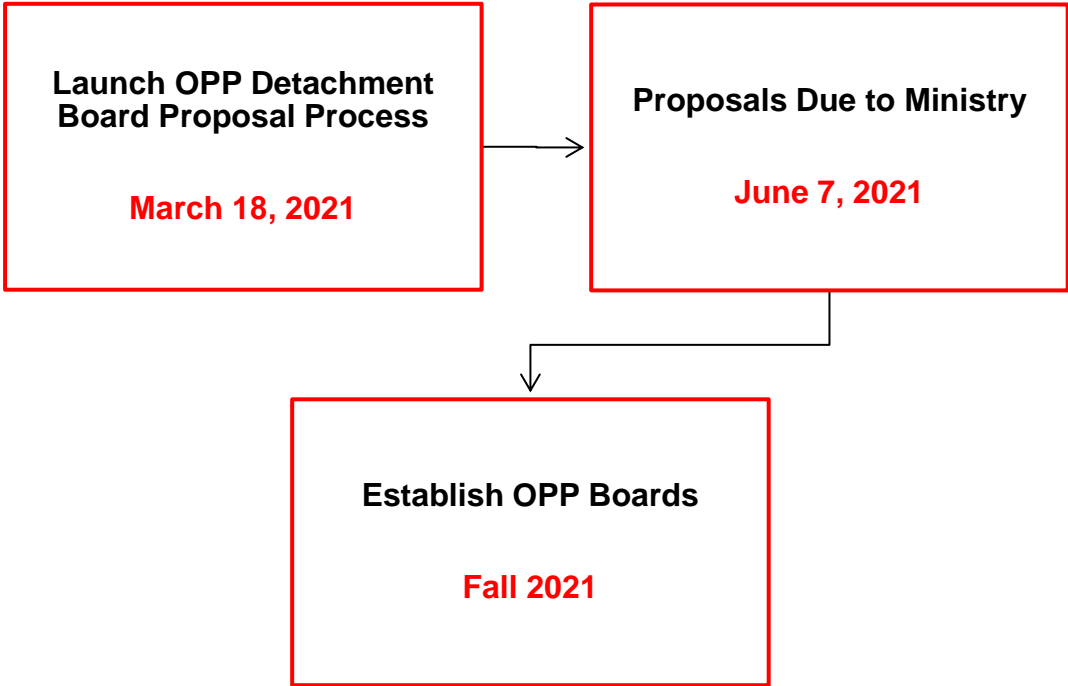 Launch OPP Detachment
Board Proposal Process
March 18, 2021
Proposals Due to Ministry
June 7, 2021
Establish OPP Boards
Fall 2021